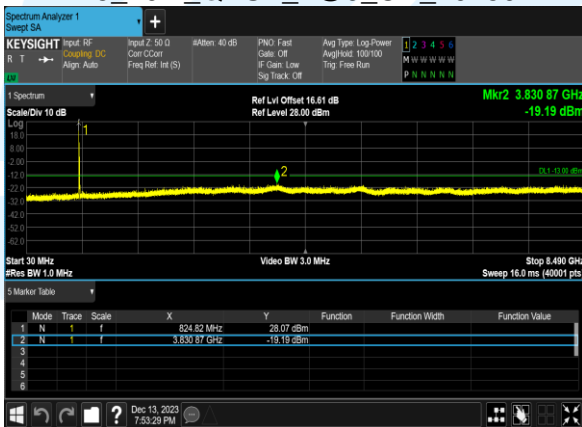 Spectrum Analyzer 1
Swept SA
+
KEYSIGHT
R T
LV
Input: RF
Coupling: DC
Align: Auto
Input Z: 50 Ω
Corr CCorr
Freq Ref: Int (S)
#Atten: 40 dB
PNO: Fast
Gate: Off
IF Gain: Low
Sig Track: Off
Avg Type: Log-Power
Avg|Hold: 100/100
Trig: Free Run
1 2 3 4 5 6
M W W W W W
P N N N N N
1 Spectrum
Scale/Div 10 dB
Ref Lvl Offset 16.61 dB
Ref Level 28.00 dBm
Mkr2 3.830 87 GHz
-19.19 dBm
Log
18.0
8.00
-2.00
-12.0
-22.0
-32.0
-42.0
-52.0
-62.0
1
2
DL1 -13.00 dBm
Start 30 MHz
#Res BW 1.0 MHz
Video BW 3.0 MHz
Stop 8.490 GHz
Sweep 16.0 ms (40001 pts)
5 Marker Table
Mode Trace Scale X Y Function Function Width Function Value
1 N 1 f 824.82 MHz 28.07 dBm
2 N 1 f 3.830 87 GHz -19.19 dBm
3
4
5
6
?
Dec 13, 2023
7:53:29 PM